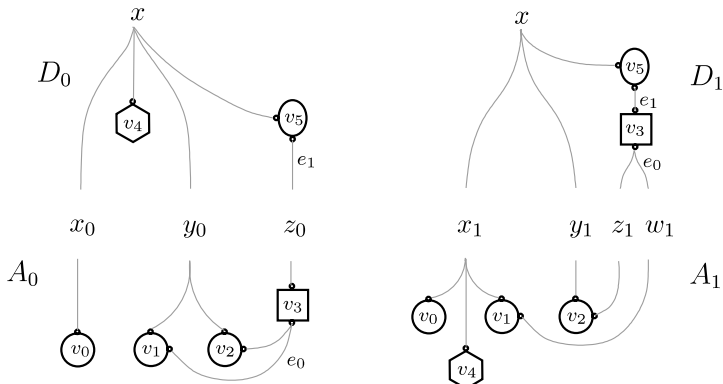 x x
D₀ D₁
v₅ v₅
v₄ e₁
v₃
e₁ e₀
x₀ y₀ z₀ x₁ y₁ z₁ w₁
A₀ A₁
v₃
v₀ v₁ v₂
v₀ v₁ v₂ e₀
v₄